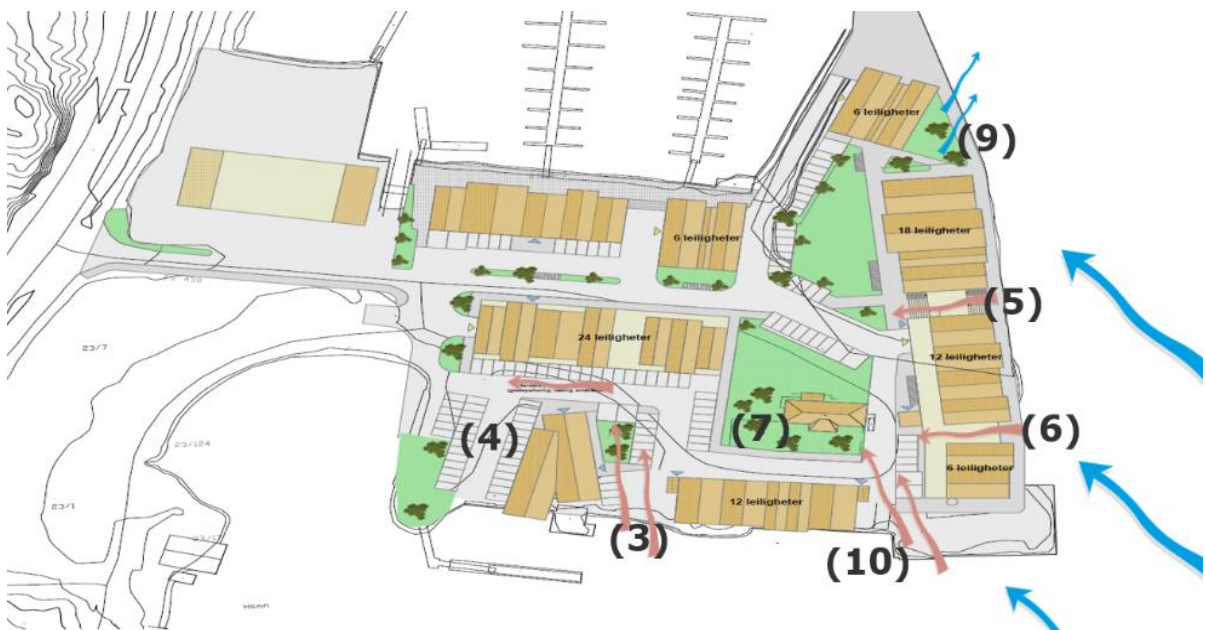 6 leiligheter
(9)
18 leiligheter
6 leiligheter
(5)
24 leiligheter
12 leiligheter
23/7
(7)
(6)
(4)
23/124
6 leiligheter
12 leiligheter
23/1
(3)
(10)
Havn